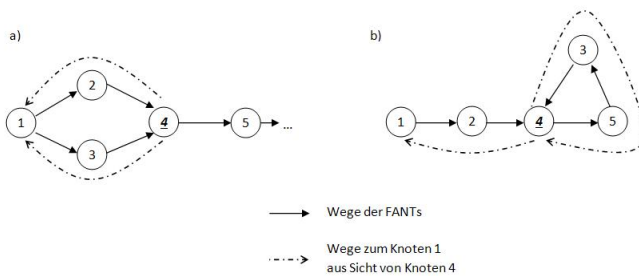 a)
b)
1
2
3
4
5
...
1
2
3
4
5
Wege der FANTs
Wege zum Knoten 1
aus Sicht von Knoten 4